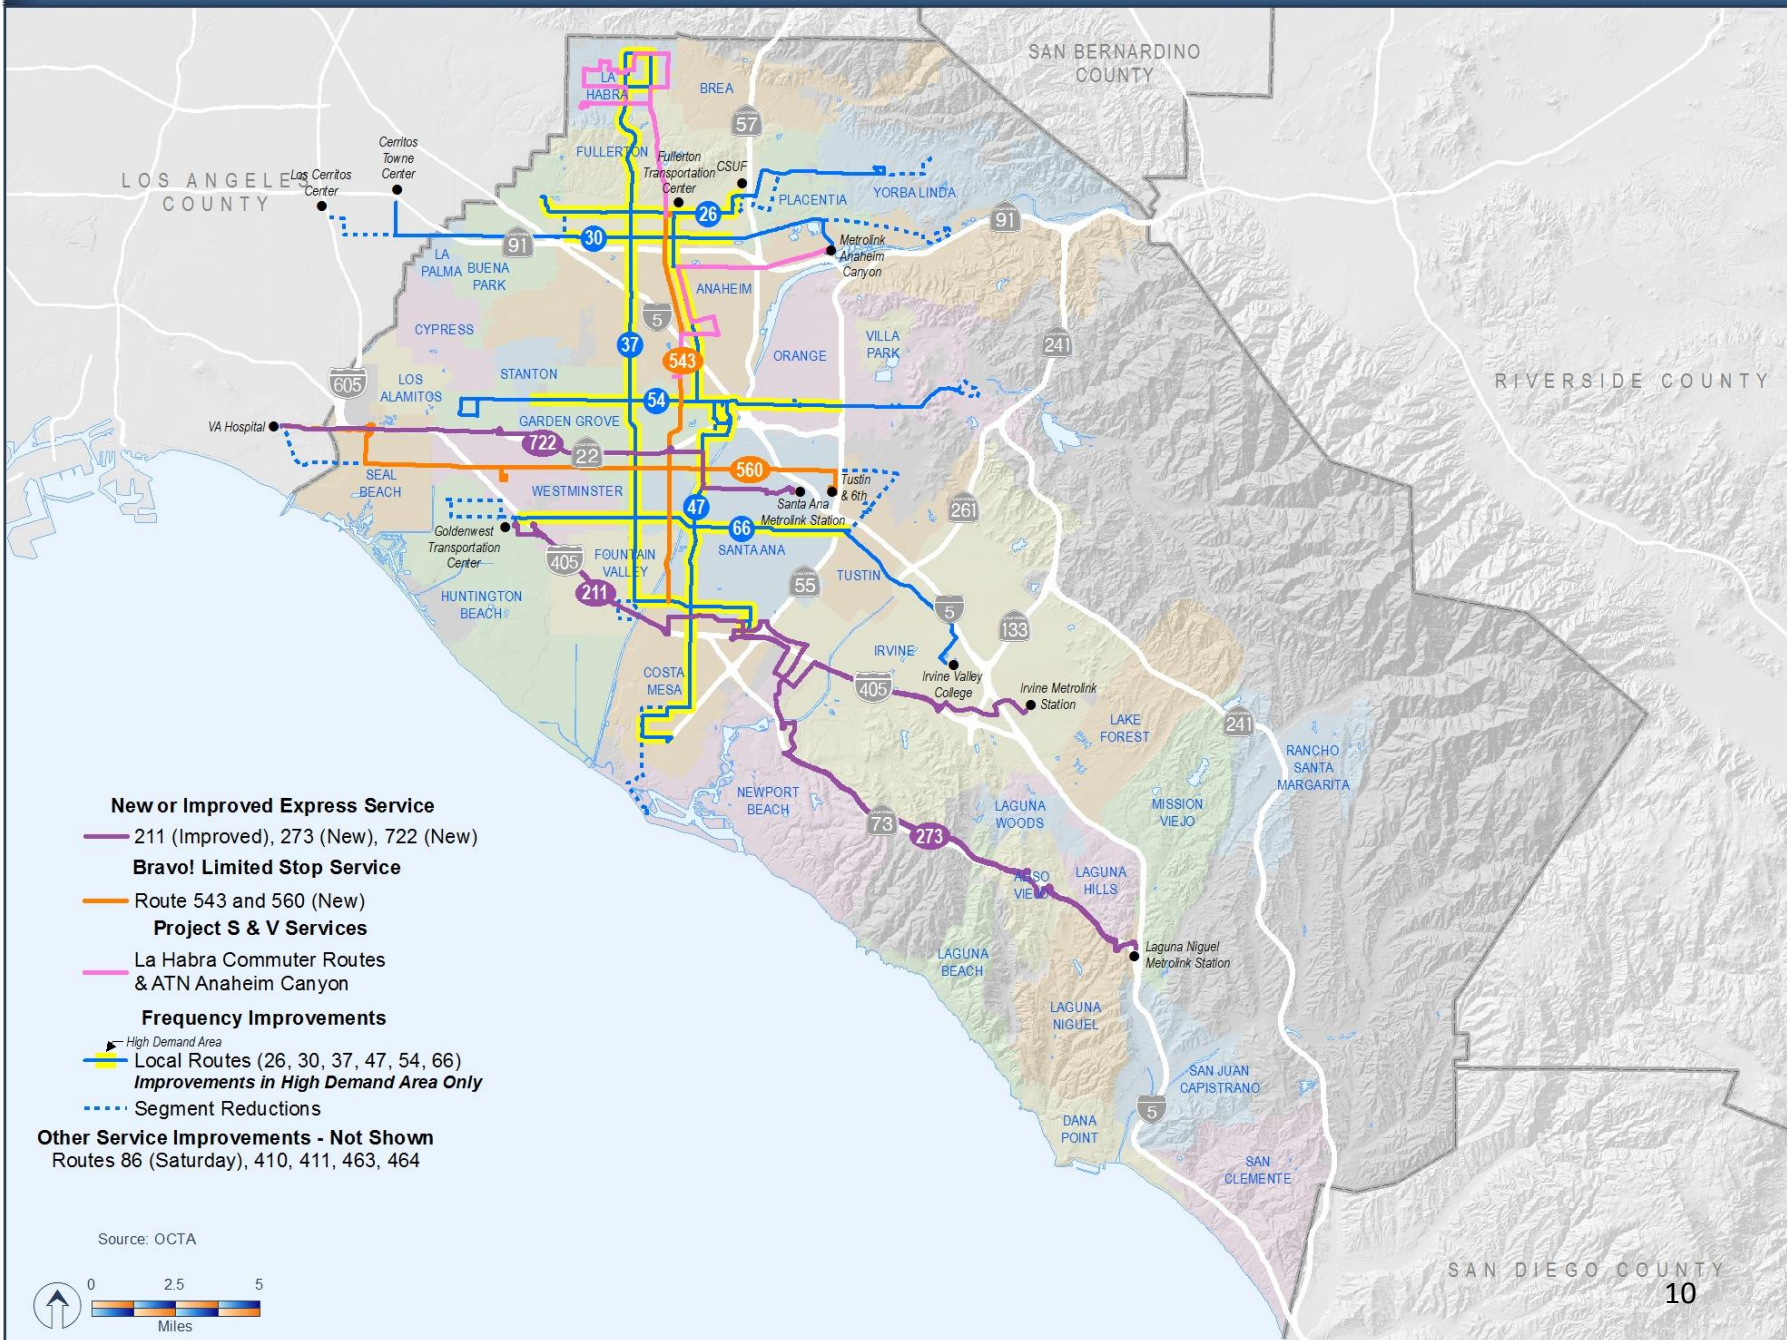 SAN BERNARDINO
COUNTY
LA
HABRA
BREA
57
Cerritos
Towne
Center
FULLERTON
Fullerton
Transportation
Center
CSUF
LOS ANGELES
COUNTY
Los Cerritos
Center
PLACENTIA
YORBA LINDA
26
91
30
91
Metrolink
Anaheim
Canyon
LA
PALMA
BUENA
PARK
ANAHEIM
5
CYPRESS
37
543
ORANGE
VILLA
PARK
241
605
LOS
ALAMITOS
STANTON
RIVERSIDE COUNTY
54
GARDEN GROVE
VA Hospital
722
22
560
SEAL
BEACH
WESTMINSTER
Tustin
& 6th
47
Santa Ana
Metrolink Station
261
Goldenwest
Transportation
Center
66
SANTA ANA
405
FOUNTAIN
VALLEY
55
TUSTIN
211
HUNTINGTON
BEACH
5
133
IRVINE
COSTA
MESA
405
Irvine Valley
College
Irvine Metrolink
Station
LAKE
FOREST
241
RANCHO
SANTA
MARGARITA
NEWPORT
BEACH
73
273
LAGUNA
WOODS
MISSION
VIEJO
ALISO
VIEJO
LAGUNA
HILLS
LAGUNA
BEACH
Laguna Niguel
Metrolink Station
LAGUNA
NIGUEL
SAN JUAN
CAPISTRANO
5
DANA
POINT
SAN
CLEMENTE
SAN DIEGO COUNTY
10
New or Improved Express Service
211 (Improved), 273 (New), 722 (New)
Bravo! Limited Stop Service
Route 543 and 560 (New)
Project S & V Services
La Habra Commuter Routes
& ATN Anaheim Canyon
Frequency Improvements
High Demand Area
Local Routes (26, 30, 37, 47, 54, 66)
Improvements in High Demand Area Only
Segment Reductions
Other Service Improvements - Not Shown
Routes 86 (Saturday), 410, 411, 463, 464
Source: OCTA
0 2.5 5
Miles